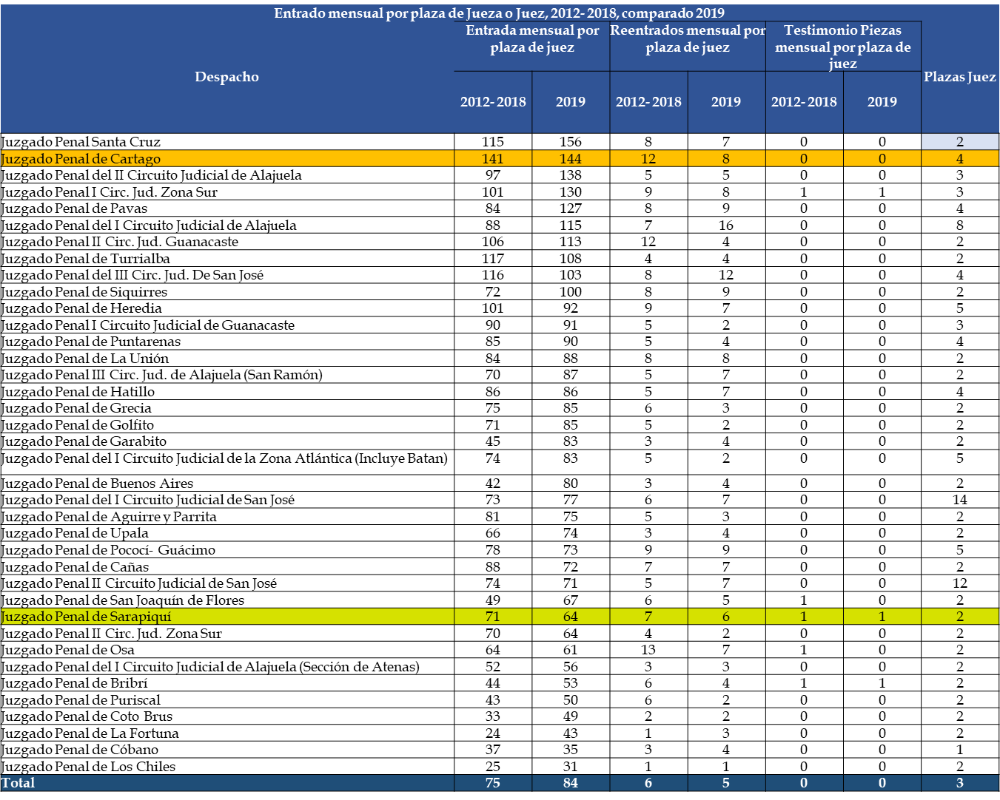 Entrado mensual por plaza de Jueza o Juez, 2012- 2018, comparado 2019
Despacho
Entrada mensual por plaza de juez
Reentrados mensual por plaza de juez
Testimonio Piezas mensual por plaza de juez
Plazas Juez
2012- 2018 2019 2012- 2018 2019 2012- 2018 2019
Juzgado Penal Santa Cruz 115 156 8 7 0 0 2
Juzgado Penal de Cartago 141 144 12 8 0 0 4
Juzgado Penal del II Circuito Judicial de Alajuela 97 138 5 5 0 0 3
Juzgado Penal I Circ. Jud. Zona Sur 101 130 9 8 1 1 3
Juzgado Penal de Pavas 84 127 8 9 0 0 4
Juzgado Penal del I Circuito Judicial de Alajuela 88 115 7 16 0 0 8
Juzgado Penal II Circ. Jud. Guanacaste 106 113 12 4 0 0 2
Juzgado Penal de Turrialba 117 108 4 4 0 0 2
Juzgado Penal del III Circ. Jud. De San José 116 103 8 12 0 0 4
Juzgado Penal de Siquirres 72 100 8 9 0 0 2
Juzgado Penal de Heredia 101 92 9 7 0 0 5
Juzgado Penal I Circuito Judicial de Guanacaste 90 91 5 2 0 0 3
Juzgado Penal de Puntarenas 85 90 5 4 0 0 4
Juzgado Penal de La Unión 84 88 8 8 0 0 2
Juzgado Penal III Circ. Jud. de Alajuela (San Ramón) 70 87 5 7 0 0 2
Juzgado Penal de Hatillo 86 86 5 7 0 0 4
Juzgado Penal de Grecia 75 85 6 3 0 0 2
Juzgado Penal de Golfito 71 85 5 2 0 0 2
Juzgado Penal de Garabito 45 83 3 4 0 0 2
Juzgado Penal del I Circuito Judicial de la Zona Atlántica (Incluye Batan) 74 83 5 2 0 0 5
Juzgado Penal de Buenos Aires 42 80 3 4 0 0 2
Juzgado Penal del I Circuito Judicial de San José 73 77 6 7 0 0 14
Juzgado Penal de Aguirre y Parrita 81 75 5 3 0 0 2
Juzgado Penal de Upala 66 74 3 4 0 0 2
Juzgado Penal de Pococí- Guácimo 78 73 9 9 0 0 5
Juzgado Penal de Cañas 88 72 7 7 0 0 2
Juzgado Penal II Circuito Judicial de San José 74 71 5 7 0 0 12
Juzgado Penal de San Joaquín de Flores 49 67 6 5 1 0 2
Juzgado Penal de Sarapiquí 71 64 7 6 1 1 2
Juzgado Penal II Circ. Jud. Zona Sur 70 64 4 2 0 0 2
Juzgado Penal de Osa 64 61 13 7 1 0 2
Juzgado Penal del I Circuito Judicial de Alajuela (Sección de Atenas) 52 56 3 3 0 0 2
Juzgado Penal de Bribrí 44 53 6 4 1 1 2
Juzgado Penal de Puriscal 43 50 6 2 0 0 2
Juzgado Penal de Coto Brus 33 49 2 2 0 0 2
Juzgado Penal de La Fortuna 24 43 1 3 0 0 2
Juzgado Penal de Cóbano 37 35 3 4 0 0 1
Juzgado Penal de Los Chiles 25 31 1 1 0 0 2
Total 75 84 6 5 0 0 3